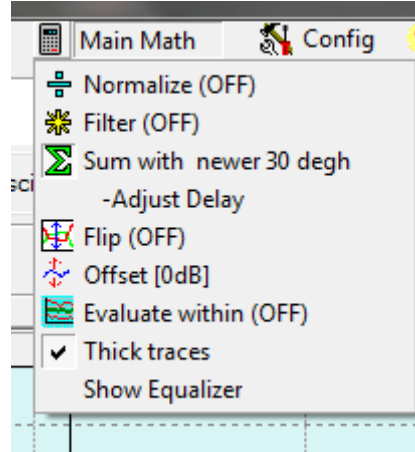 Main Math Config
Normalize (OFF)
Filter (OFF)
Sum with newer 30 degh
-Adjust Delay
Flip (OFF)
Offset [0dB]
Evaluate within (OFF)
Thick traces
Show Equalizer